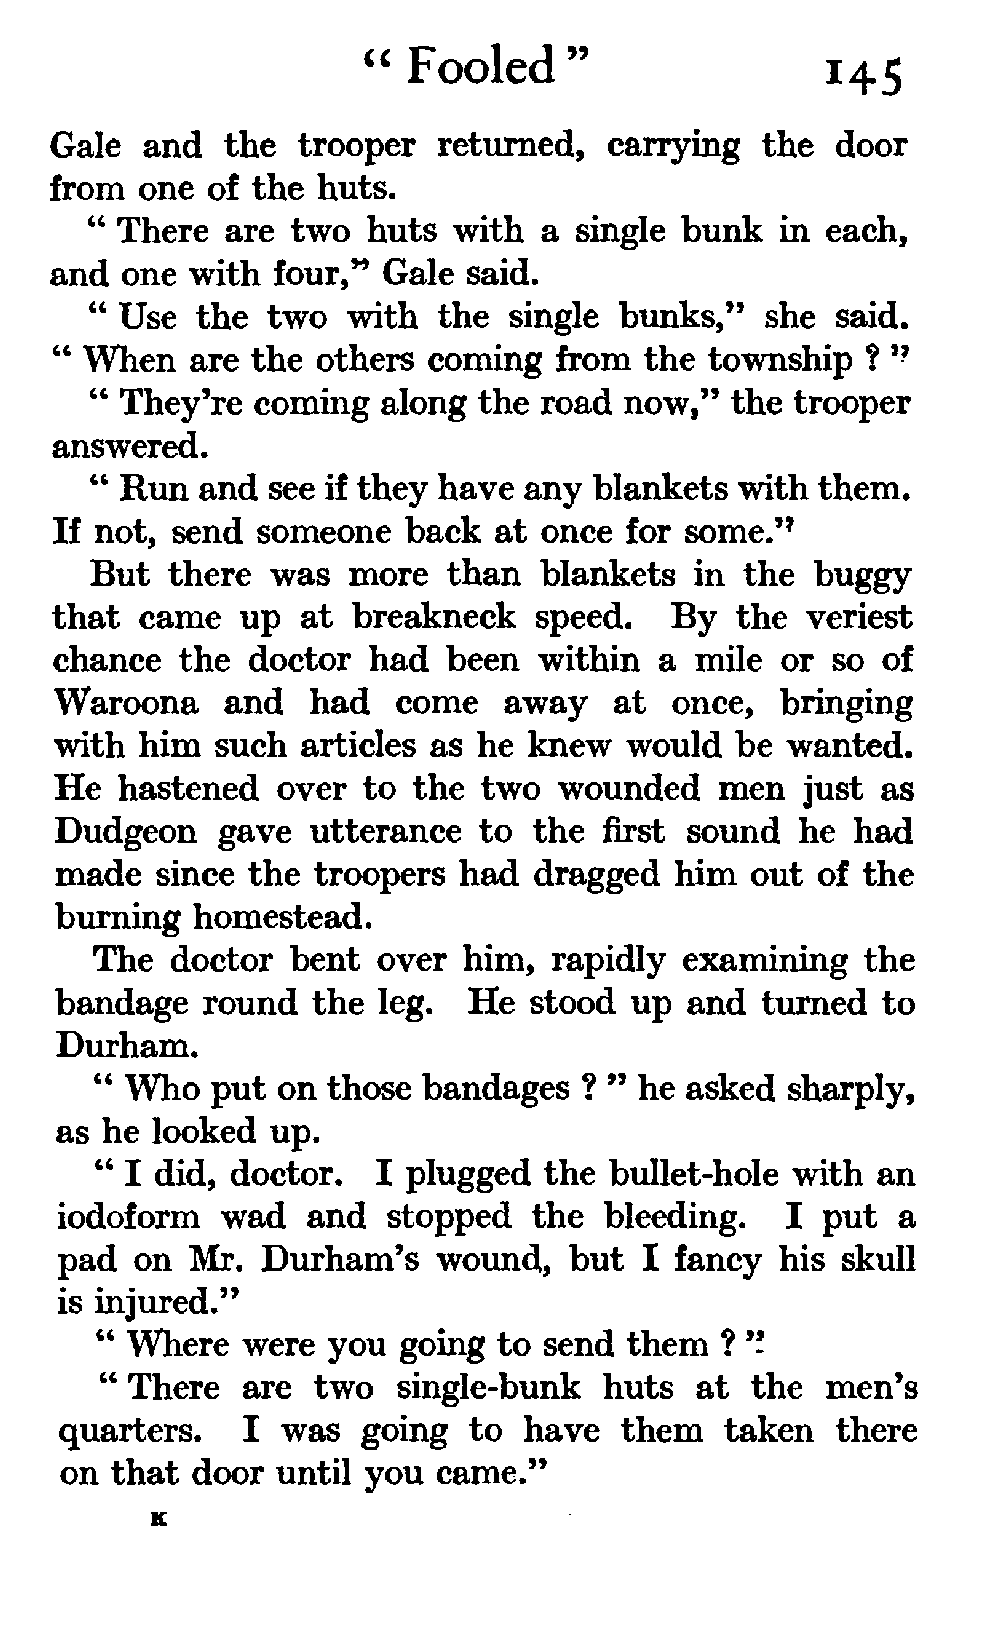 “ Fooled ” 145
Gale and the trooper returned, carrying the door
from one of the huts.
“ There are two huts with a single bunk in each,
and one with four,” Gale said.
“ Use the two with the single bunks,” she said.
“ When are the others coming from the township ? ”
“ They’re coming along the road now,” the trooper
answered.
“ Run and see if they have any blankets with them.
If not, send someone back at once for some.”
But there was more than blankets in the buggy
that came up at breakneck speed. By the veriest
chance the doctor had been within a mile or so of
Waroona and had come away at once, bringing
with him such articles as he knew would be wanted.
He hastened over to the two wounded men just as
Dudgeon gave utterance to the first sound he had
made since the troopers had dragged him out of the
burning homestead.
The doctor bent over him, rapidly examining the
bandage round the leg. He stood up and turned to
Durham.
“ Who put on those bandages ? ” he asked sharply,
as he looked up.
“ I did, doctor. I plugged the bullet-hole with an
iodoform wad and stopped the bleeding. I put a
pad on Mr. Durham’s wound, but I fancy his skull
is injured.”
“ Where were you going to send them ? ”
“ There are two single-bunk huts at the men’s
quarters. I was going to have them taken there
on that door until you came.”
K